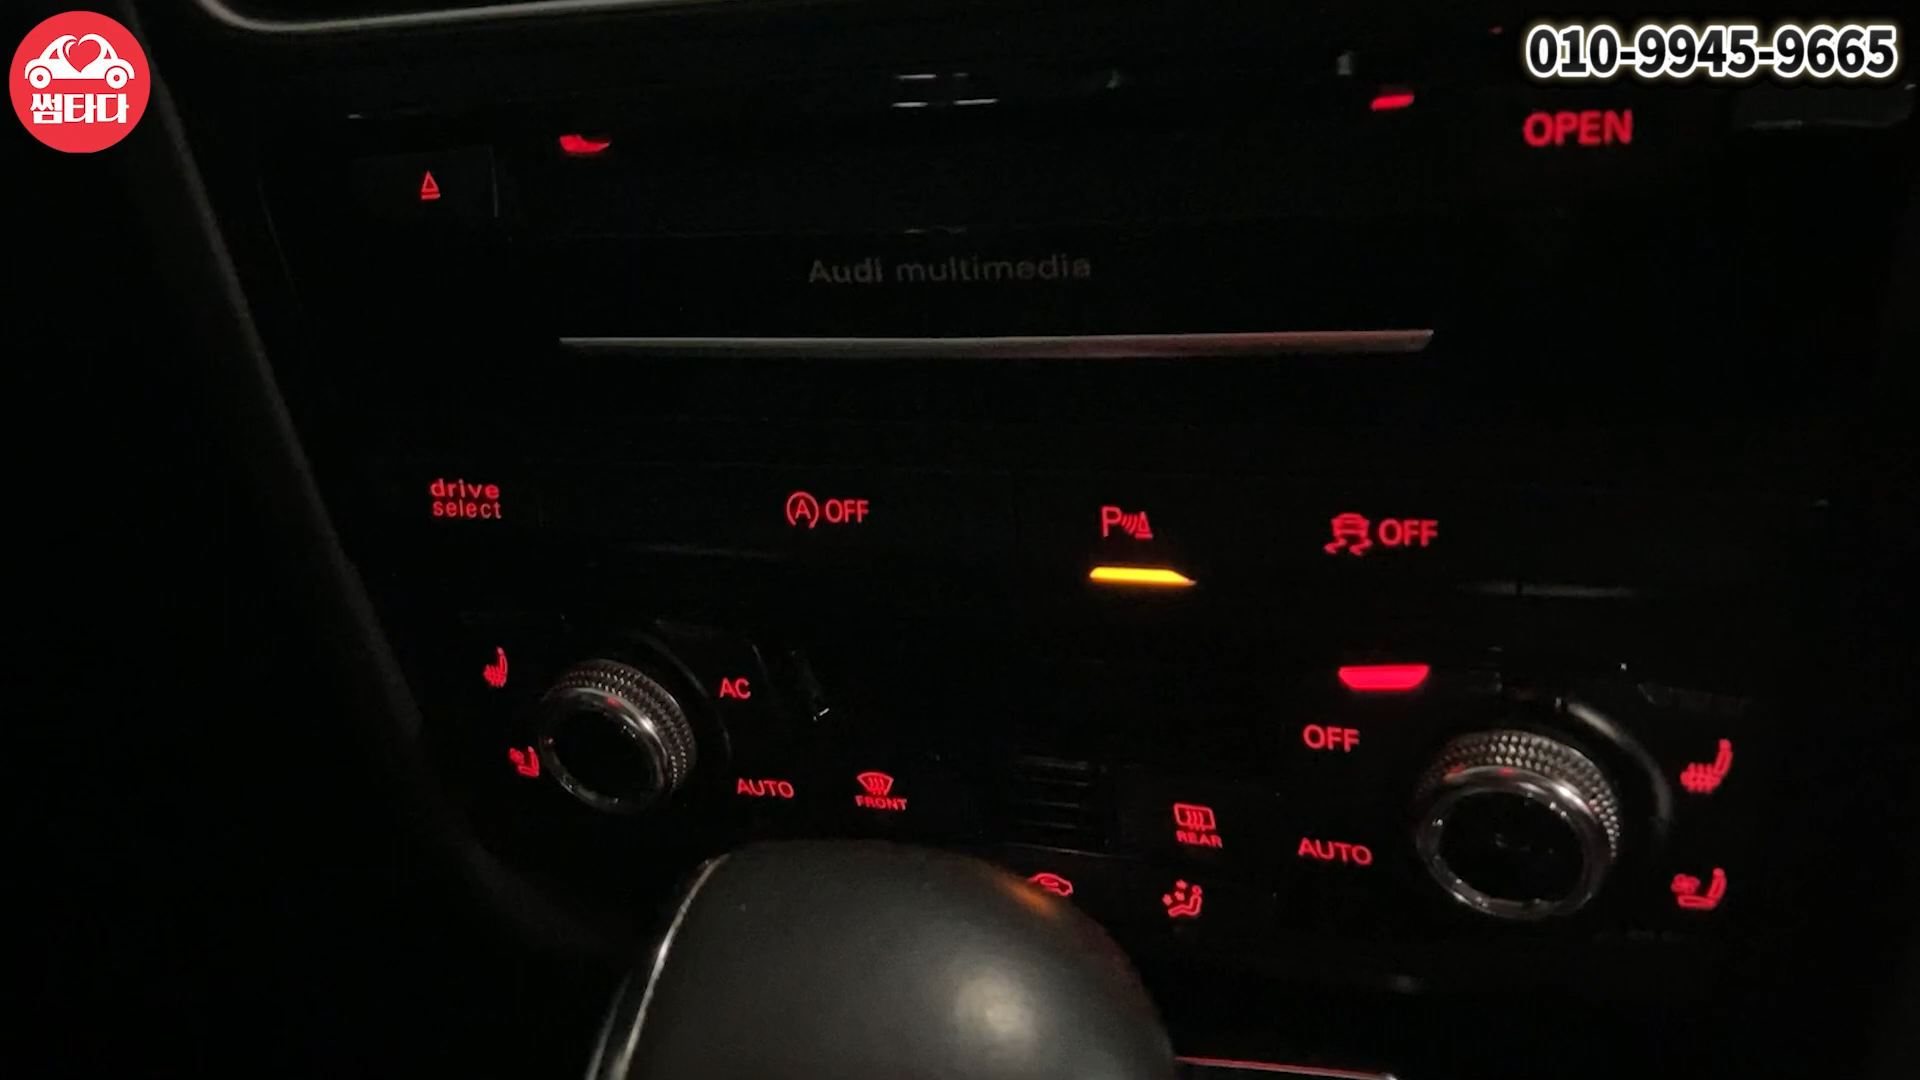 썸타다
010-9945-9665
OPEN
Audi multimedia
drive
select
A OFF
P
OFF
AC
OFF
AUTO
FRONT
REAR
AUTO